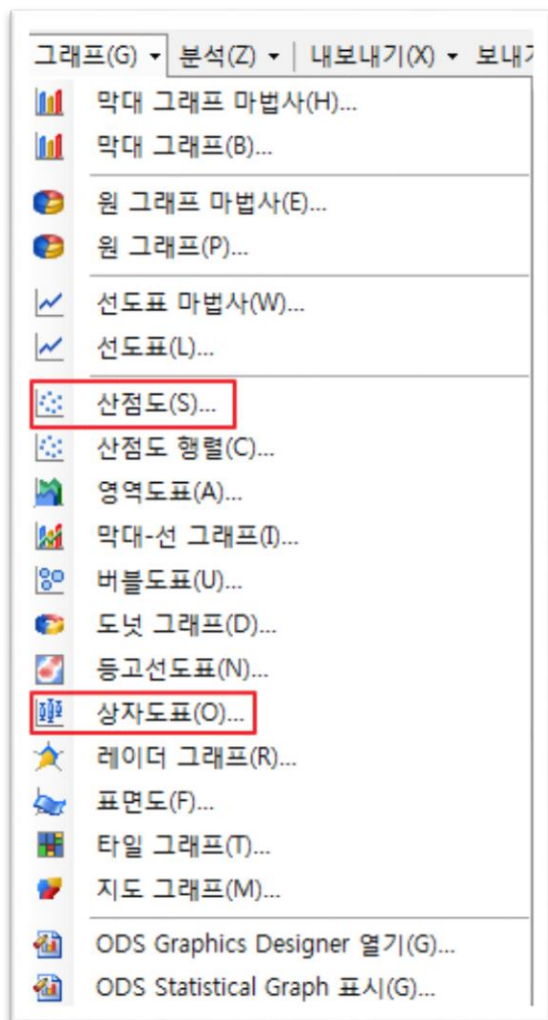 그래프(G) 분석(Z) 내보내기(X) 보내
막대 그래프 마법사(H)...
막대 그래프(B)...
원 그래프 마법사(E)...
원 그래프(P)...
선도표 마법사(W)...
선도표(L)...
산점도(S)...
산점도 행렬(C)...
영역도표(A)...
막대-선 그래프(I)...
버블도표(U)...
도넛 그래프(D)...
등고선도표(N)...
상자도표(O)...
레이더 그래프(R)...
표면도(F)...
타일 그래프(T)...
지도 그래프(M)...
ODS Graphics Designer 열기(G)...
ODS Statistical Graph 표시(G)...